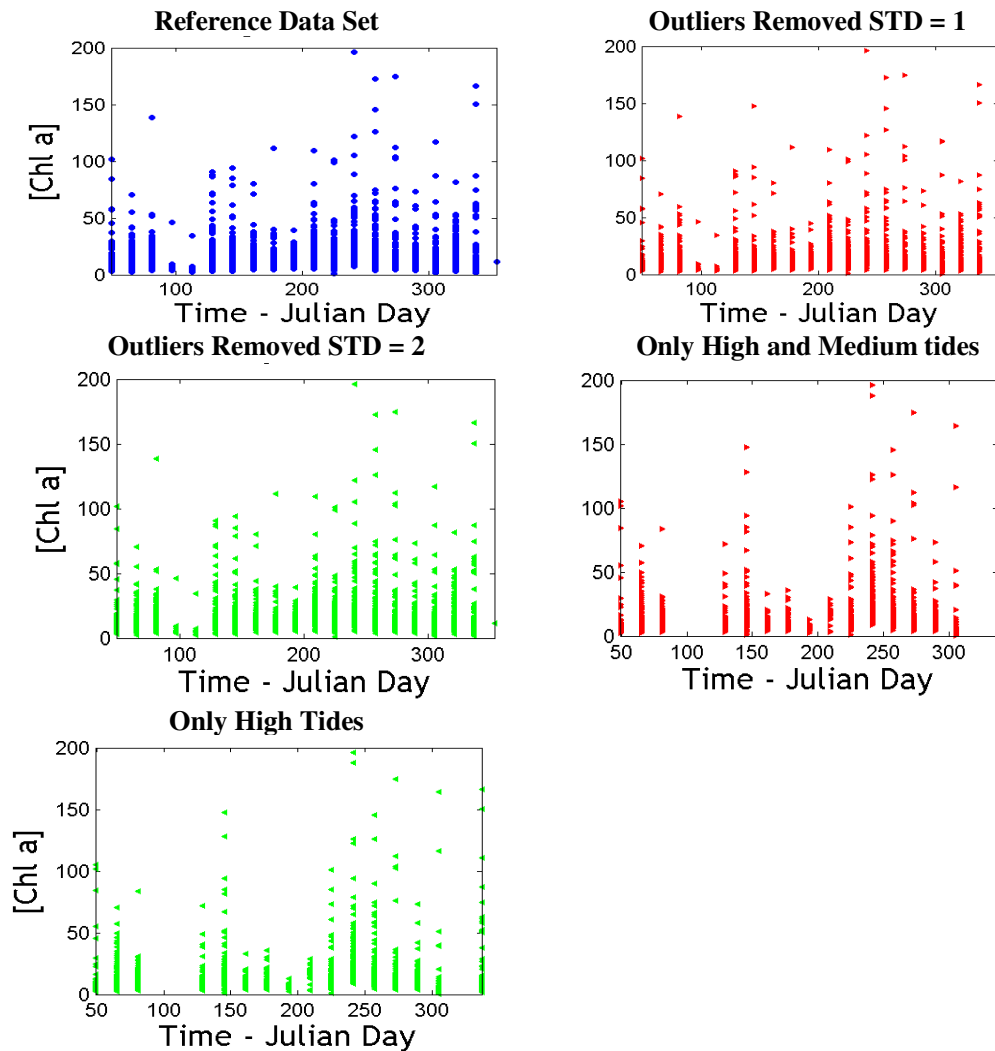 Reference Data Set
Outliers Removed STD = 1
200
150
100
50
0
[Chl a]
100 200 300
Time - Julian Day
200
150
100
50
0
100 200 300
Time - Julian Day
Outliers Removed STD = 2
Only High and Medium tides
200
150
100
50
0
[Chl a]
100 200 300
Time - Julian Day
200
150
100
50
0
50 100 150 200 250 300
Time - Julian Day
Only High Tides
200
150
100
50
0
[Chl a]
50 100 150 200 250 300
Time - Julian Day